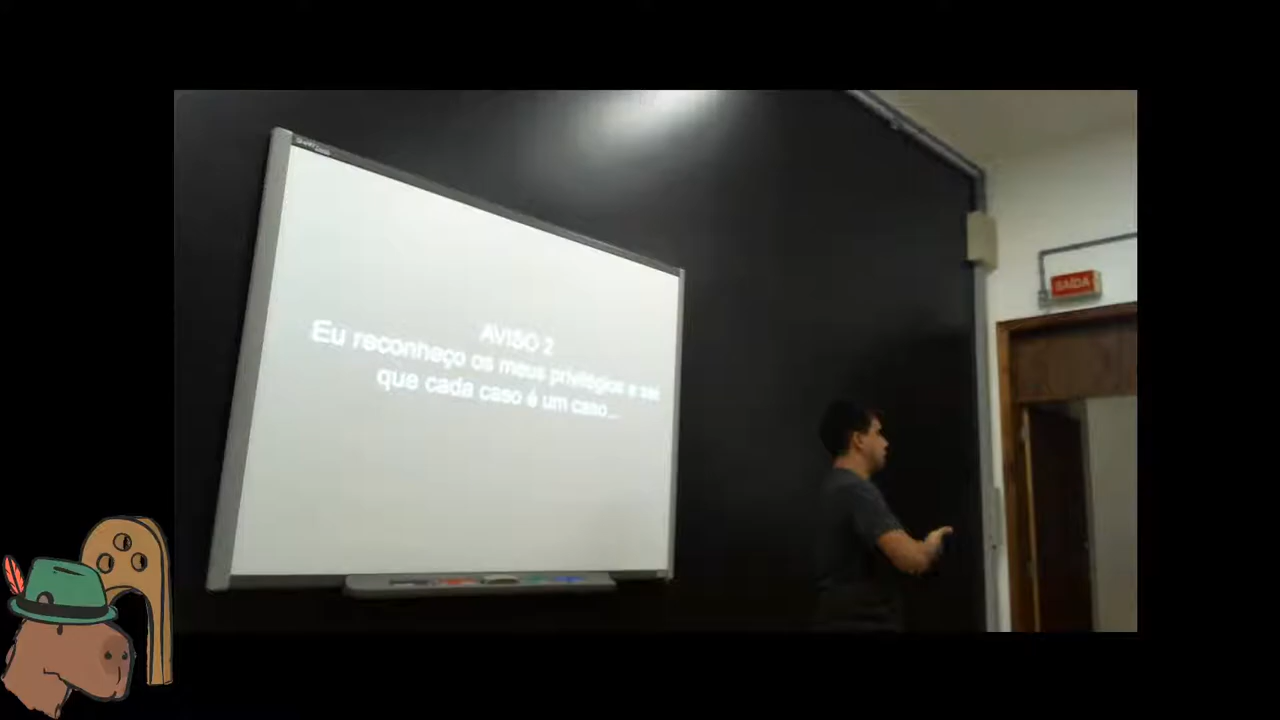 AVISO 2
Eu reconheço os meus privilégios e sei
que cada caso é um caso...
SAÍDA